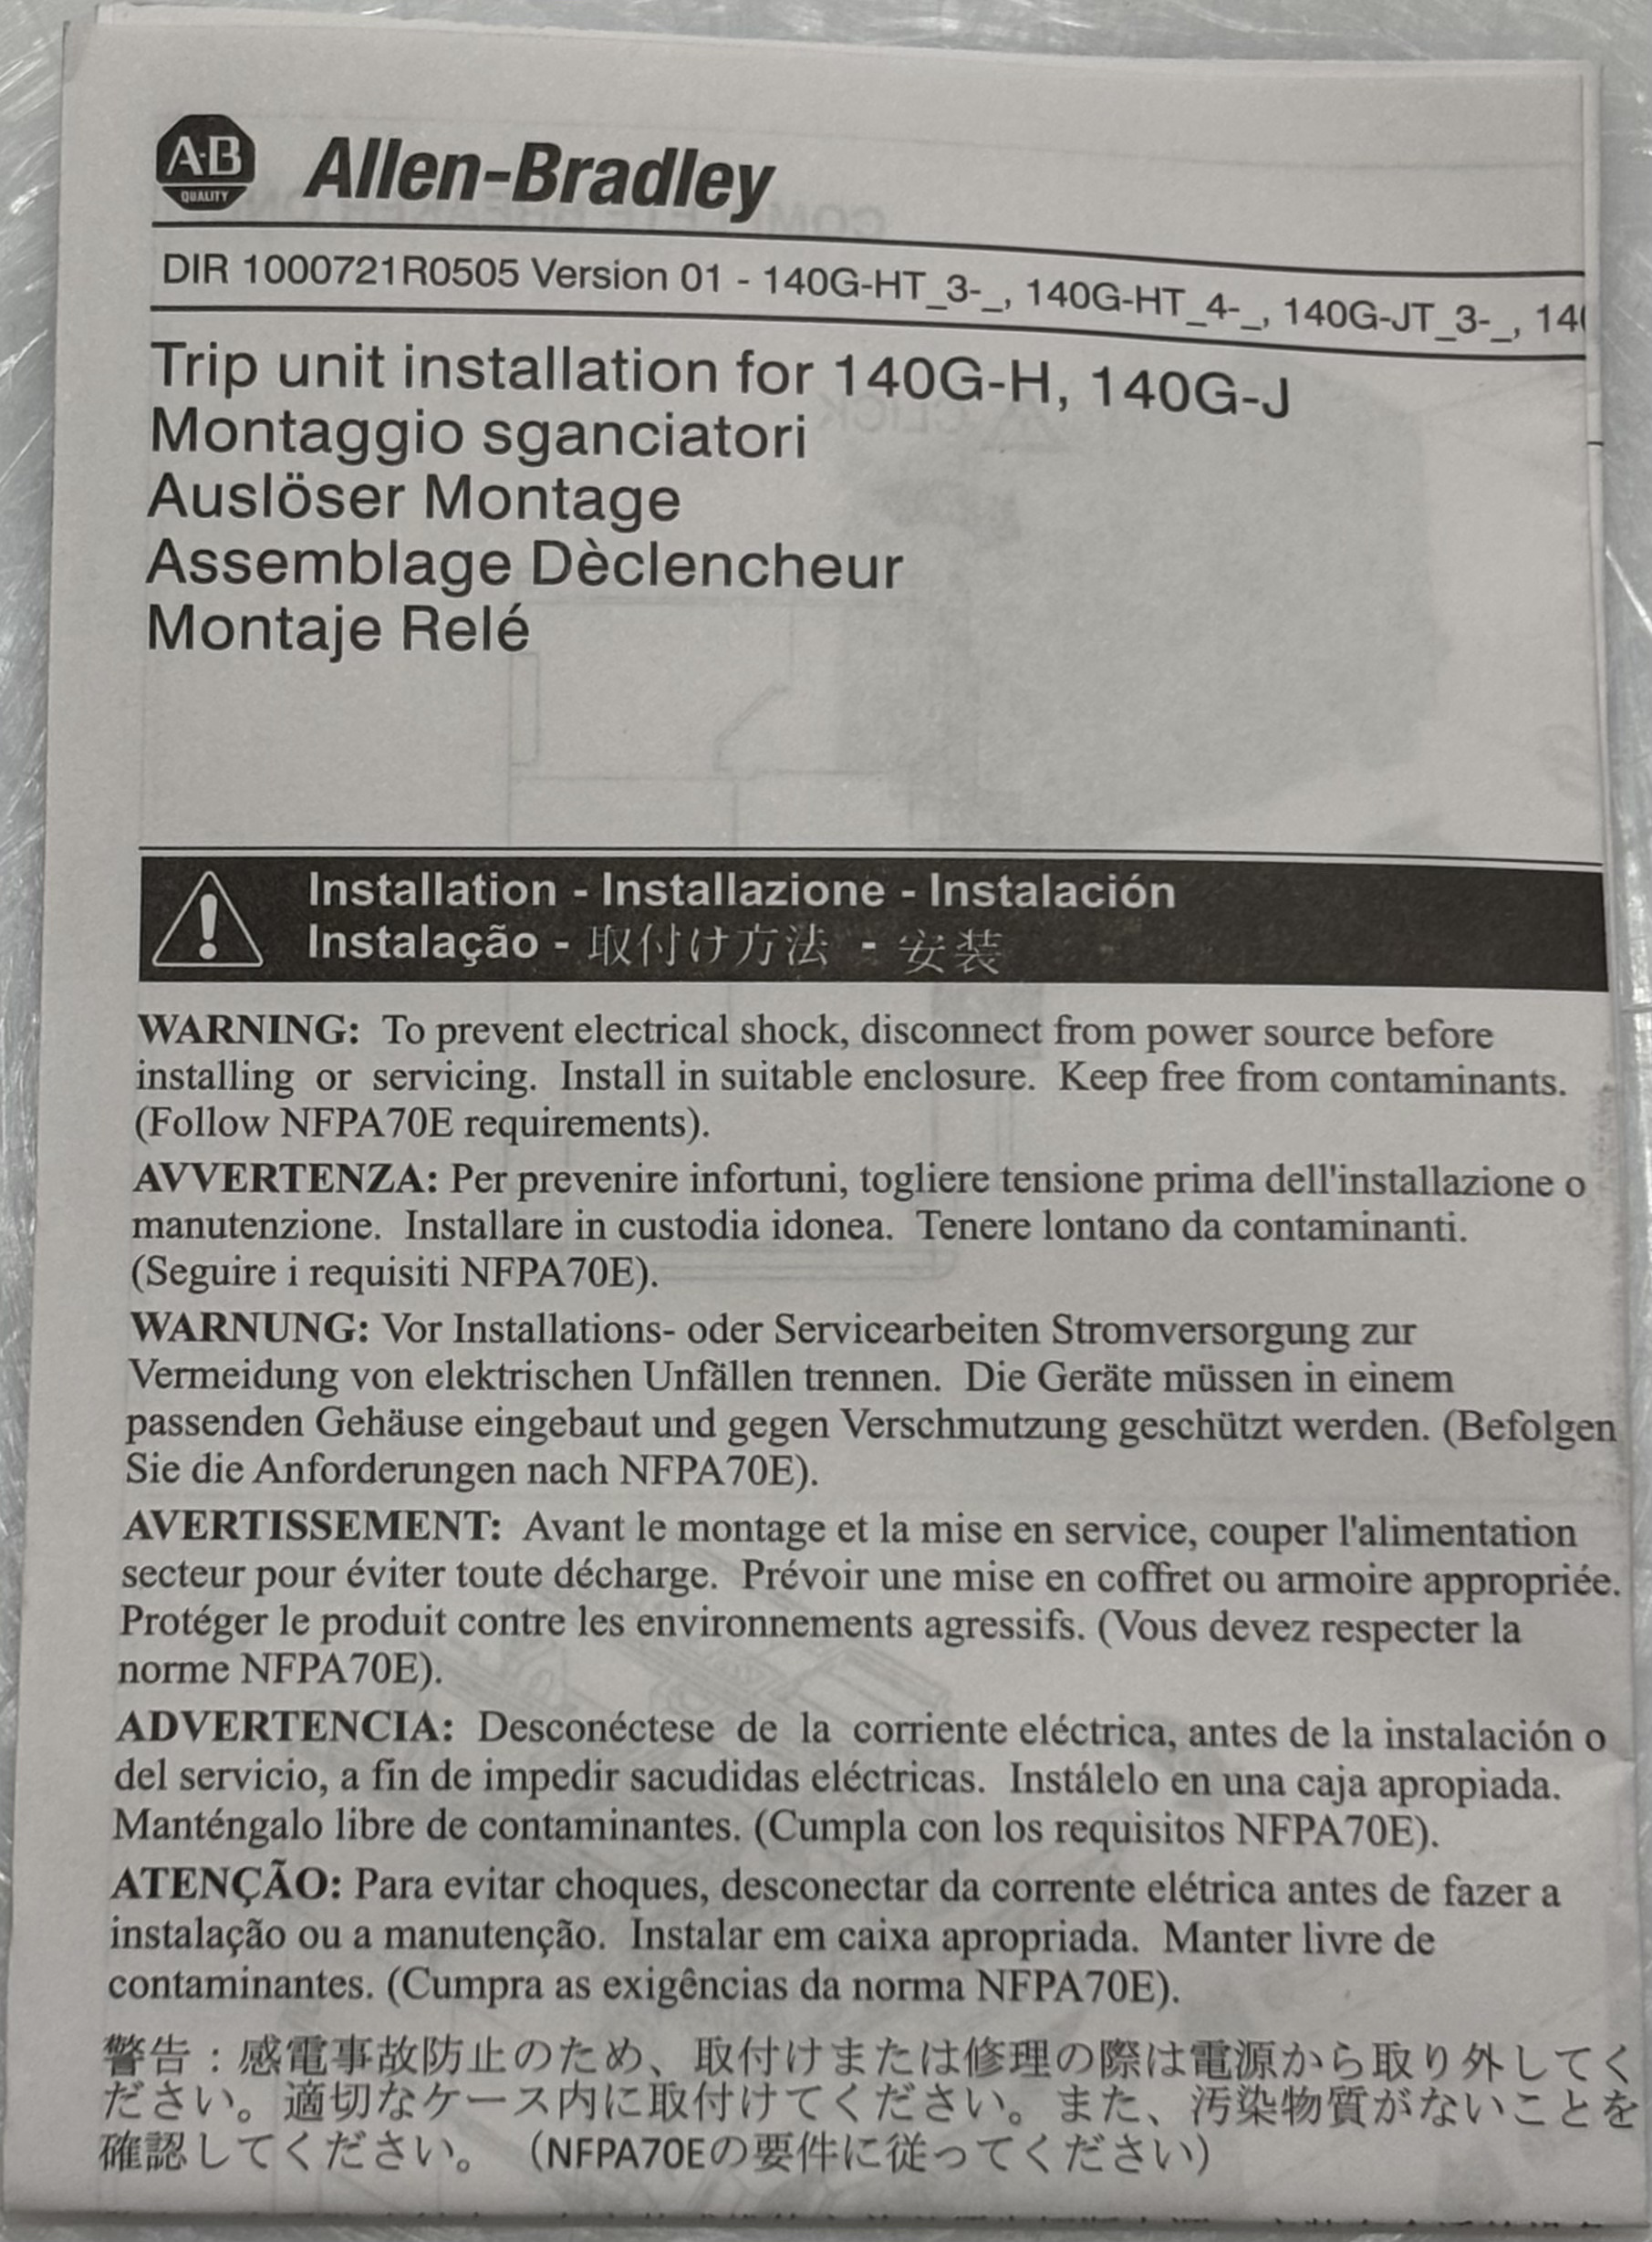 A-B
QUALITY
Allen-Bradley
DIR 1000721R0505 Version 01 - 140G-HT_3-_, 140G-HT_4-_, 140G-JT_3-_, 14
Trip unit installation for 140G-H, 140G-J
Montaggio sganciatori
Auslöser Montage
Assemblage Dèclencheur
Montaje Relé
Installation - Installazione - Instalación
Instalação - 取付け方法 - 安装
WARNING: To prevent electrical shock, disconnect from power source before
installing or servicing. Install in suitable enclosure. Keep free from contaminants.
(Follow NFPA70E requirements).
AVVERTENZA: Per prevenire infortuni, togliere tensione prima dell'installazione o
manutenzione. Installare in custodia idonea. Tenere lontano da contaminanti.
(Seguire i requisiti NFPA70E).
WARNUNG: Vor Installations- oder Servicearbeiten Stromversorgung zur
Vermeidung von elektrischen Unfällen trennen. Die Geräte müssen in einem
passenden Gehäuse eingebaut und gegen Verschmutzung geschützt werden. (Befolgen
Sie die Anforderungen nach NFPA70E).
AVERTISSEMENT: Avant le montage et la mise en service, couper l'alimentation
secteur pour éviter toute décharge. Prévoir une mise en coffret ou armoire appropriée.
Protéger le produit contre les environnements agressifs. (Vous devez respecter la
norme NFPA70E).
ADVERTENCIA: Desconéctese de la corriente eléctrica, antes de la instalación o
del servicio, a fin de impedir sacudidas eléctricas. Instálelo en una caja apropiada.
Manténgalo libre de contaminantes. (Cumpla con los requisitos NFPA70E).
ATENÇÃO: Para evitar choques, desconectar da corrente elétrica antes de fazer a
instalação ou a manutenção. Instalar em caixa apropriada. Manter livre de
contaminantes. (Cumpra as exigências da norma NFPA70E).
警告：感電事故防止のため、取付けまたは修理の際は電源から取り外してく
ださい。適切なケース内に取付けてください。また、汚染物質がないことを
確認してください。 （NFPA70Eの要件に従ってください）